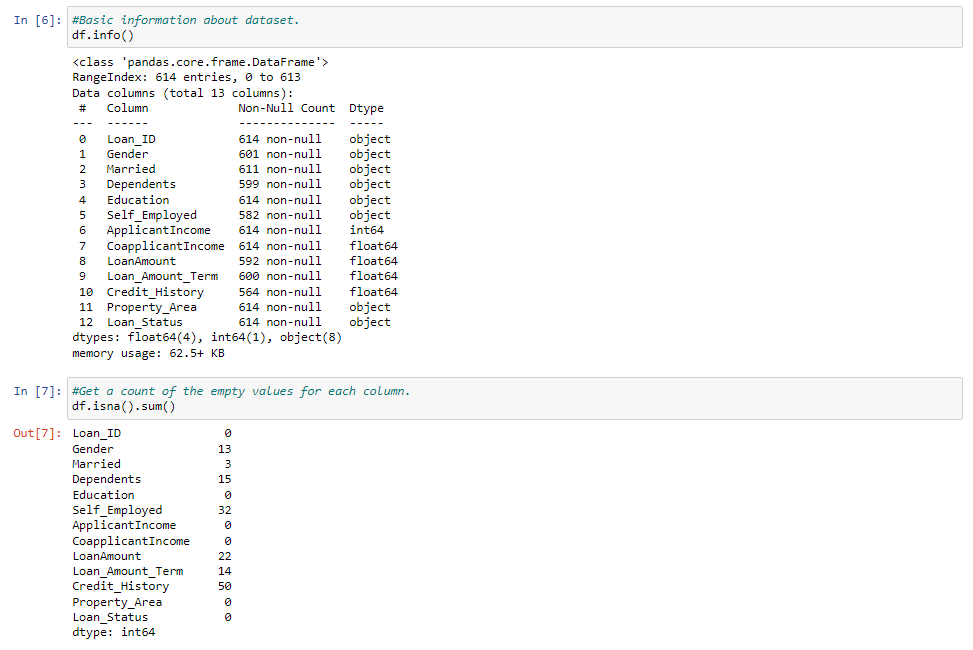 In [6]: #Basic information about dataset.
df.info()
<class 'pandas.core.frame.DataFrame'>
RangeIndex: 614 entries, 0 to 613
Data columns (total 13 columns):
 #   Column             Non-Null Count  Dtype
---  ------             --------------  -----
 0   Loan_ID            614 non-null    object
 1   Gender             601 non-null    object
 2   Married            611 non-null    object
 3   Dependents         599 non-null    object
 4   Education          614 non-null    object
 5   Self_Employed      582 non-null    object
 6   ApplicantIncome    614 non-null    int64
 7   CoapplicantIncome  614 non-null    float64
 8   LoanAmount         592 non-null    float64
 9   Loan_Amount_Term   600 non-null    float64
 10  Credit_History     564 non-null    float64
 11  Property_Area      614 non-null    object
 12  Loan_Status        614 non-null    object
dtypes: float64(4), int64(1), object(8)
memory usage: 62.5+ KB
In [7]: #Get a count of the empty values for each column.
df.isna().sum()
Out[7]: Loan_ID               0
Gender               13
Married               3
Dependents           15
Education             0
Self_Employed        32
ApplicantIncome       0
CoapplicantIncome     0
LoanAmount           22
Loan_Amount_Term     14
Credit_History       50
Property_Area         0
Loan_Status           0
dtype: int64